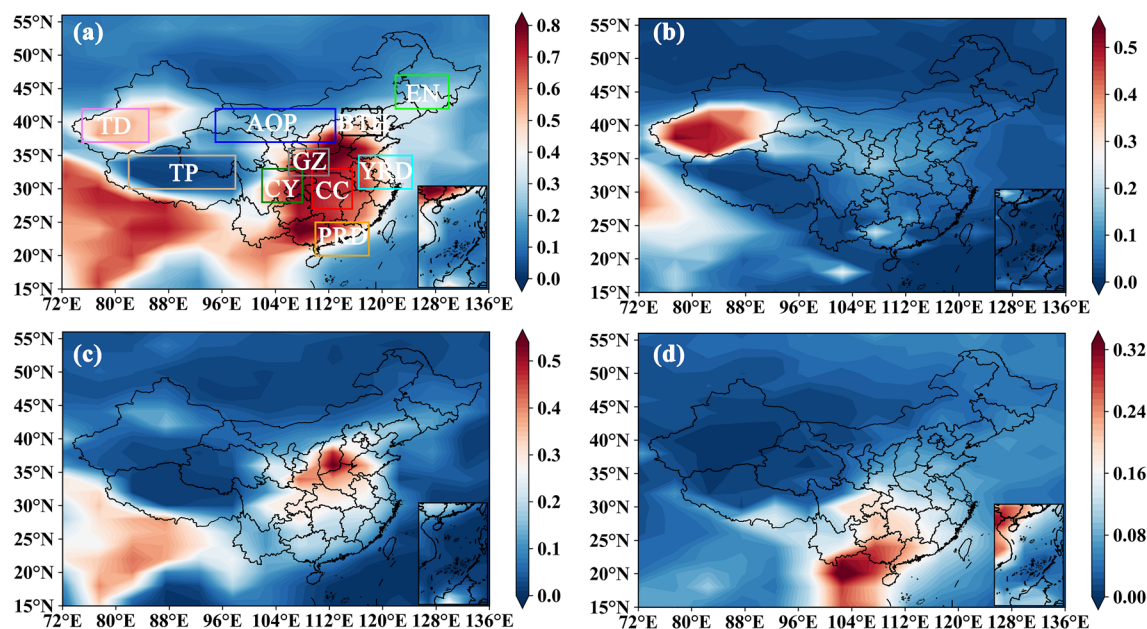 (a)
55°N
50°N
45°N
40°N
35°N
30°N
25°N
20°N
15°N
72°E 80°E 88°E 96°E 104°E 112°E 120°E 128°E 136°E
TD
AOP
BTH
EN
TP
GZ
CY
CC
YRD
PRD
0.8
0.7
0.6
0.5
0.4
0.3
0.2
0.1
0.0
(b)
55°N
50°N
45°N
40°N
35°N
30°N
25°N
20°N
15°N
72°E 80°E 88°E 96°E 104°E 112°E 120°E 128°E 136°E
0.5
0.4
0.3
0.2
0.1
0.0
(c)
55°N
50°N
45°N
40°N
35°N
30°N
25°N
20°N
15°N
72°E 80°E 88°E 96°E 104°E 112°E 120°E 128°E 136°E
0.5
0.4
0.3
0.2
0.1
0.0
(d)
55°N
50°N
45°N
40°N
35°N
30°N
25°N
20°N
15°N
72°E 80°E 88°E 96°E 104°E 112°E 120°E 128°E 136°E
0.32
0.24
0.16
0.08
0.00